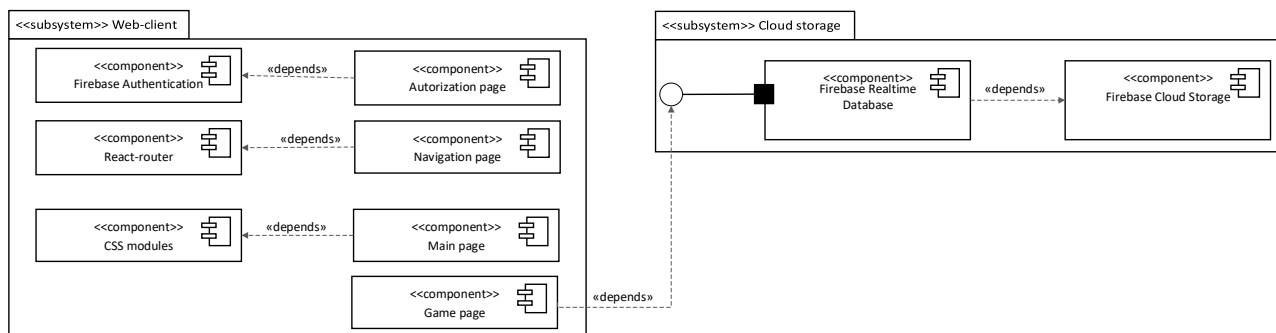 <<subsystem>> Web-client
<<component>>
Firebase Authentication
«depends»
<<component>>
Autorization page
<<component>>
React-router
«depends»
<<component>>
Navigation page
<<component>>
CSS modules
«depends»
<<component>>
Main page
<<component>>
Game page
«depends»
<<subsystem>> Cloud storage
<<component>>
Firebase Realtime
Database
«depends»
<<component>>
Firebase Cloud Storage